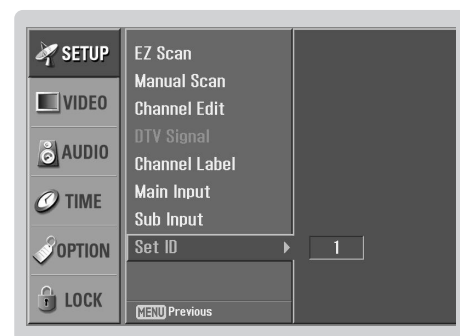 SETUP
VIDEO
AUDIO
TIME
OPTION
LOCK
EZ Scan
Manual Scan
Channel Edit
DTV Signal
Channel Label
Main Input
Sub Input
Set ID 1
MENU Previous